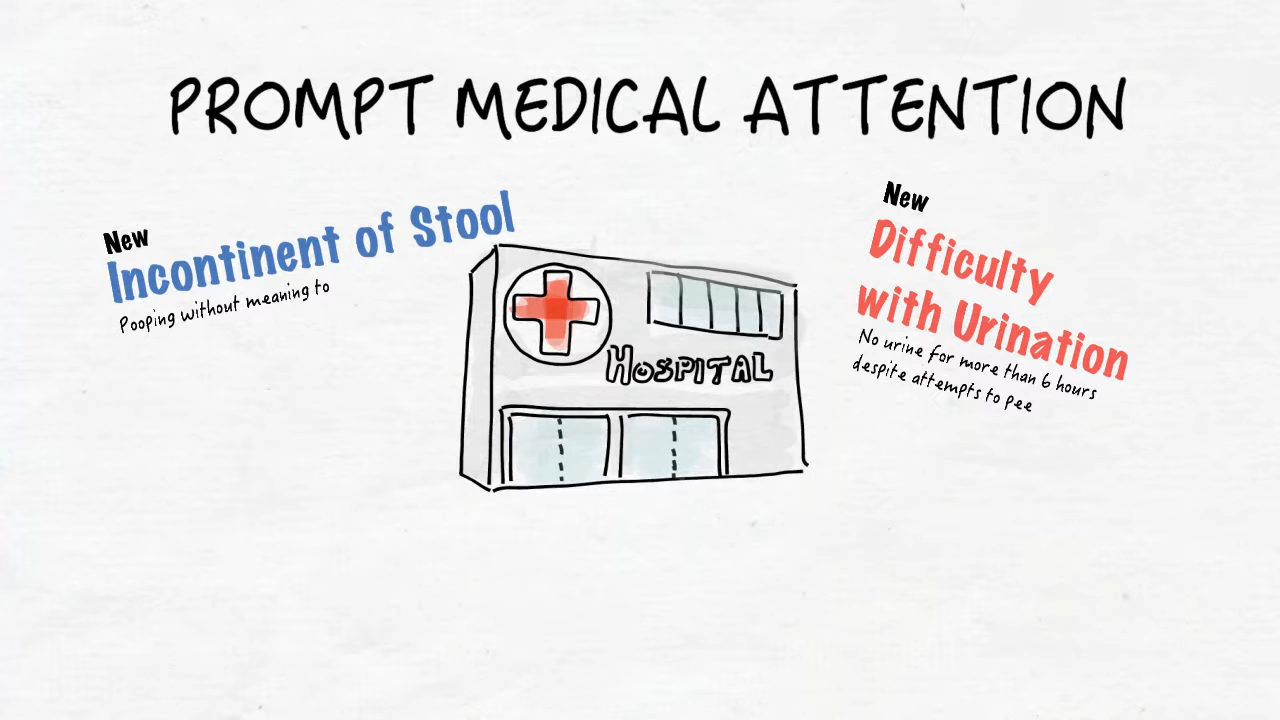 PROMPT MEDICAL ATTENTION
New
Incontinent of Stool
Pooping without meaning to
New
Difficulty
with Urination
No urine for more than 6 hours
despite attempts to pee
HOSPITAL